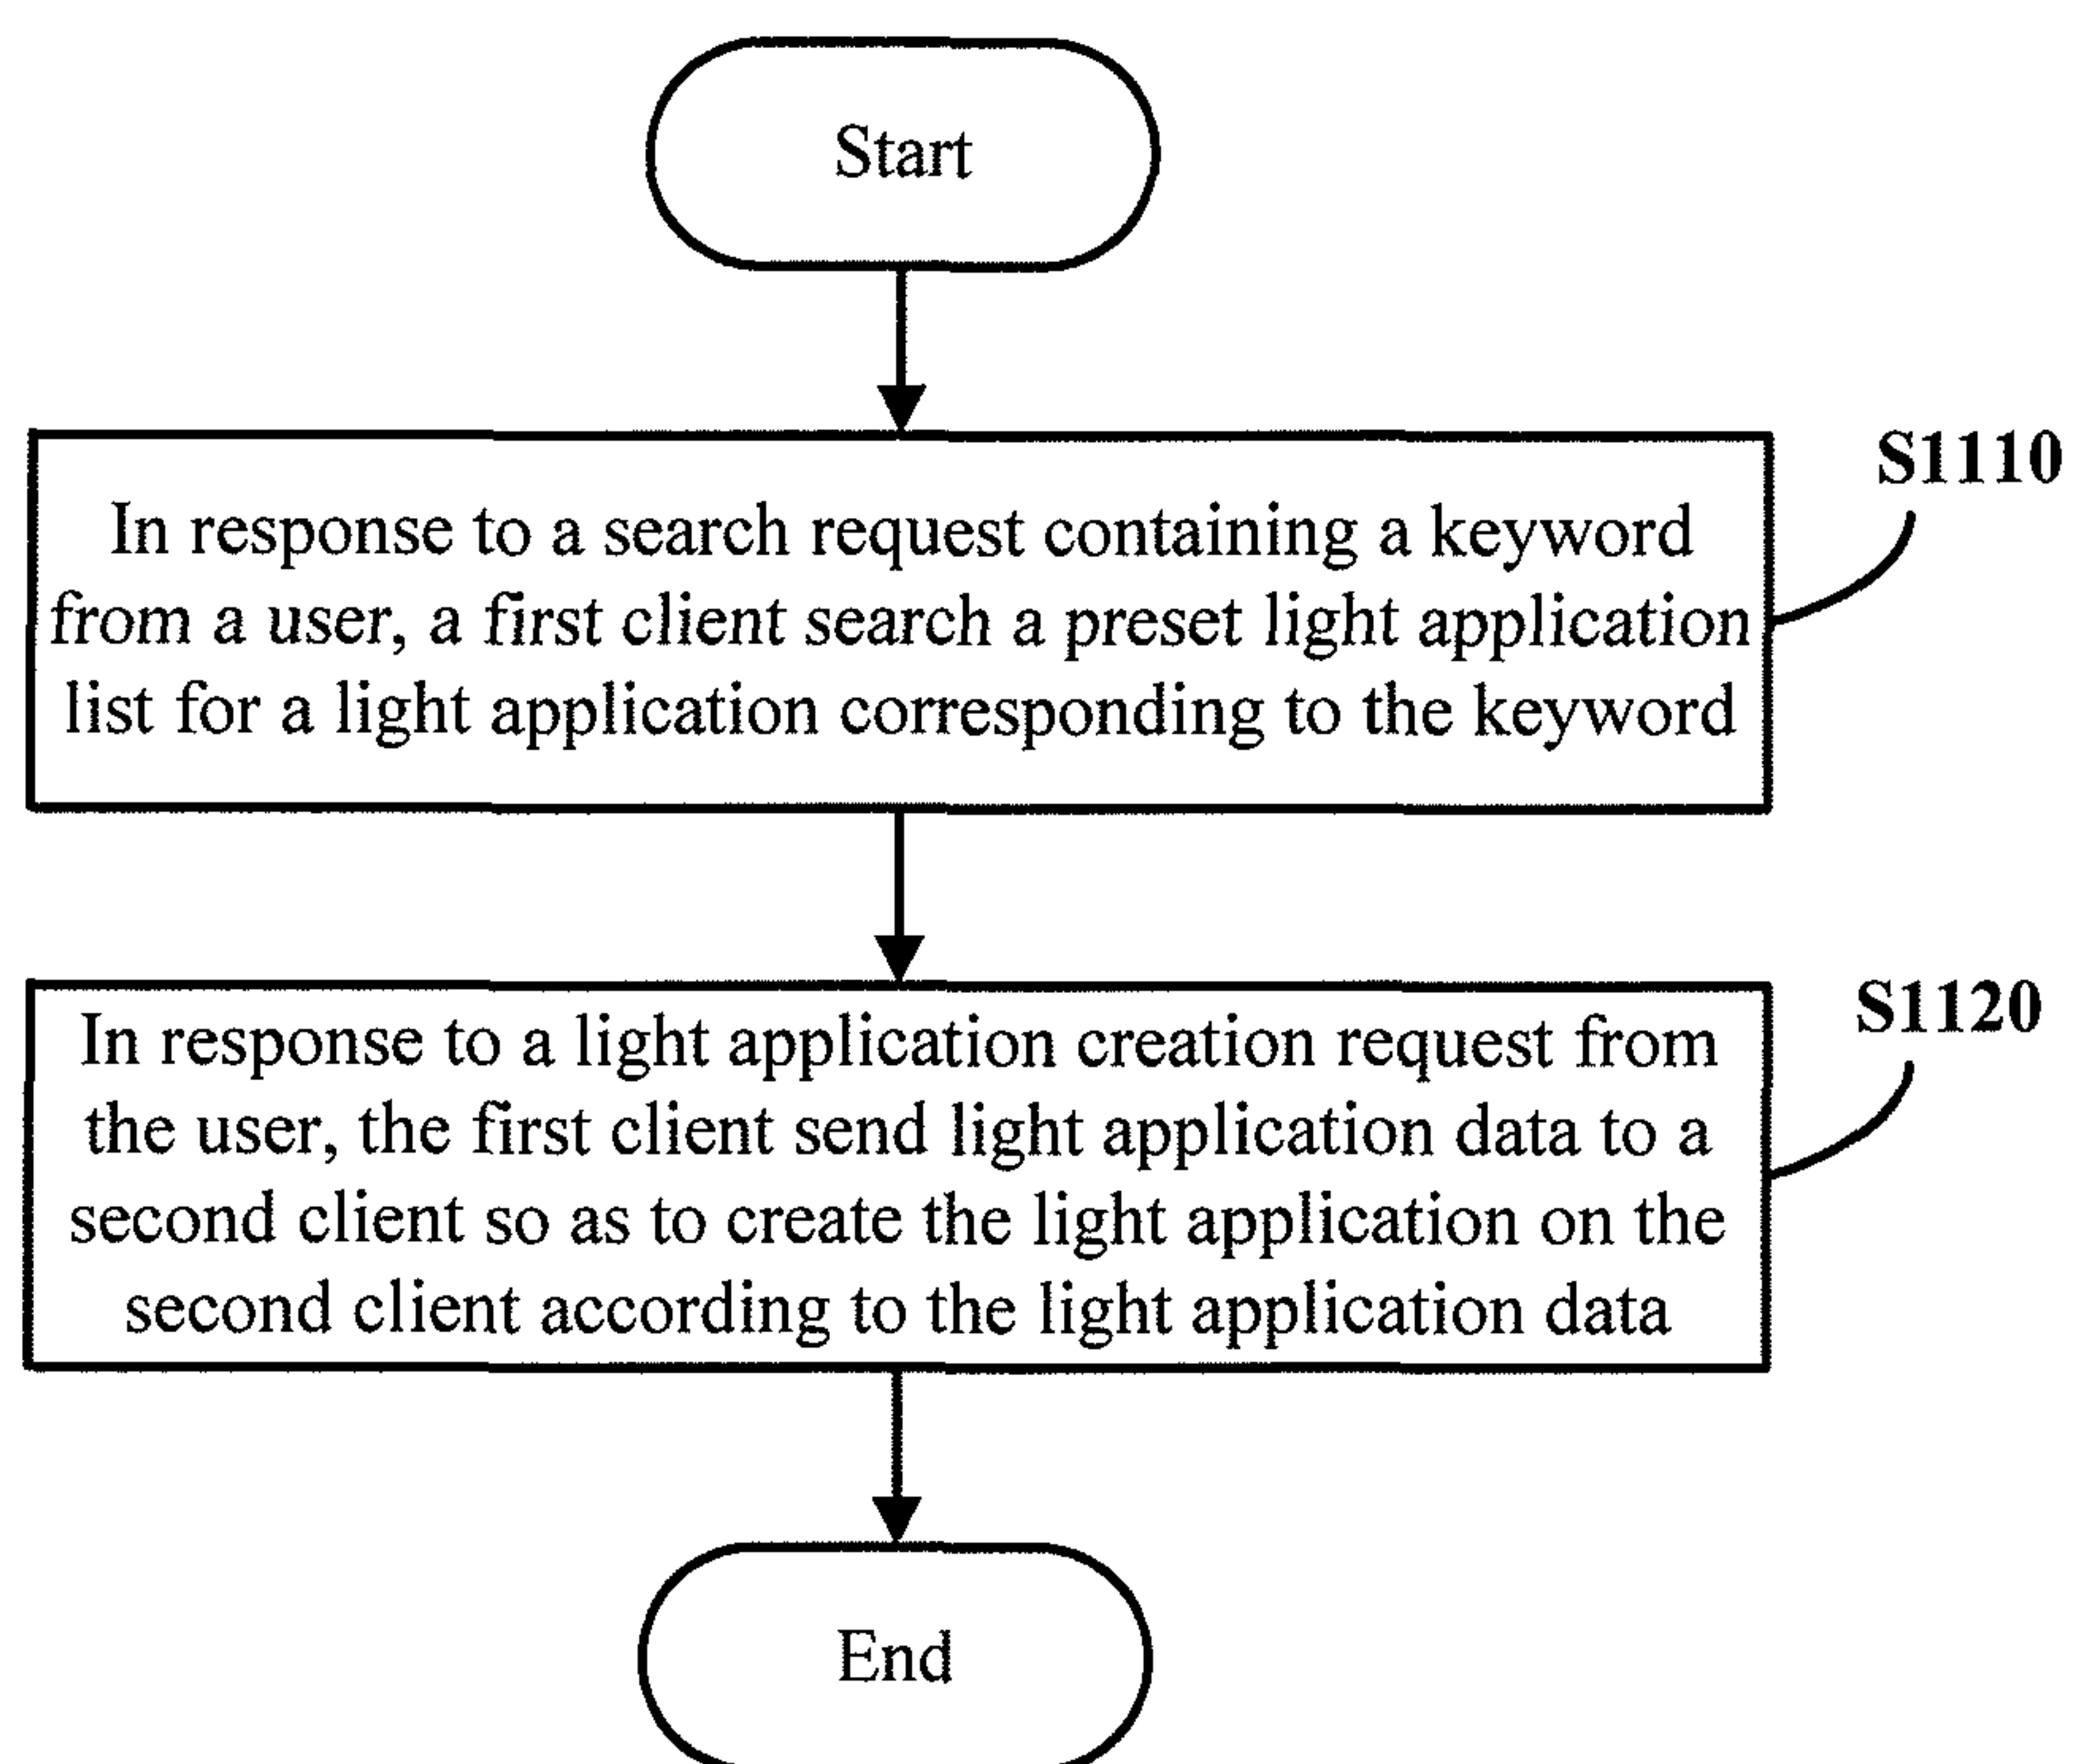 Start
S1110
In response to a search request containing a keyword
from a user, a first client search a preset light application
list for a light application corresponding to the keyword
S1120
In response to a light application creation request from
the user, the first client send light application data to a
second client so as to create the light application on the
second client according to the light application data
End